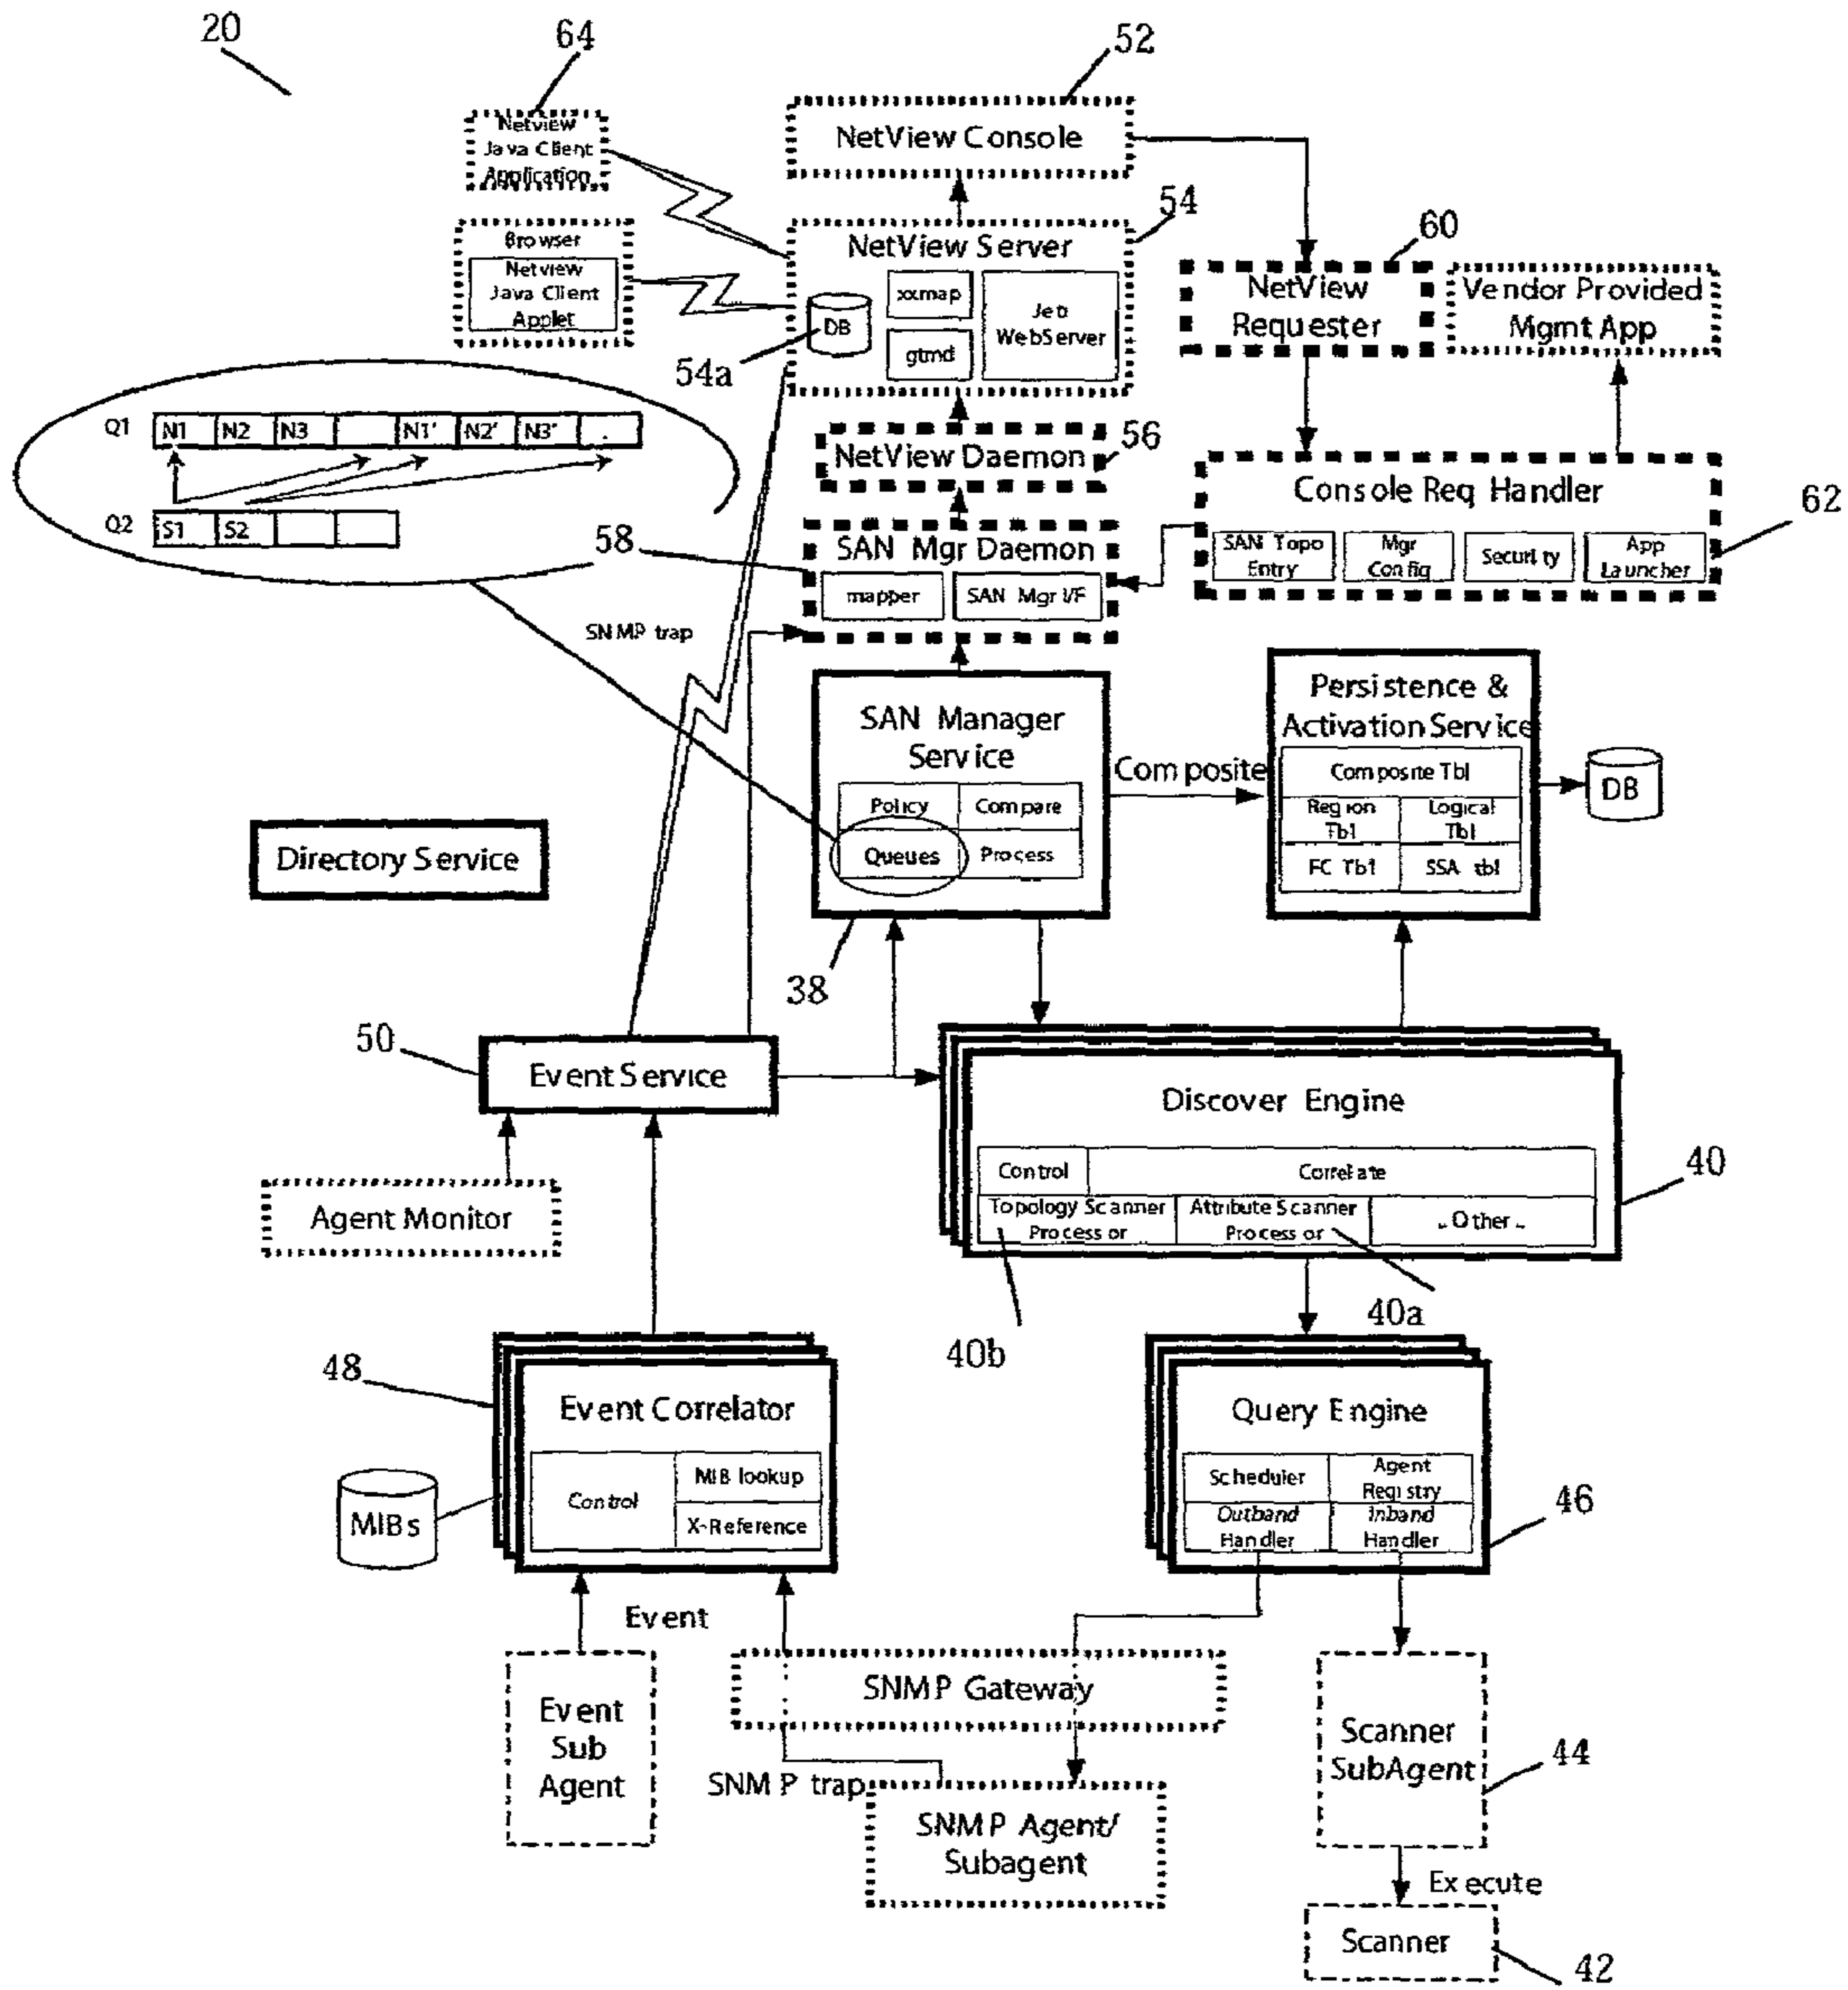 20
64
52
Netview
Java Client
Application
NetView Console
54
Browser
Netview
Java Client
Applet
NetView Server
xxmap
DB
gtmd
WebServer
54a
60
NetView
Requester
Vendor Provided
Mgmt App
Q1
N1 N2 N3 N1' N2' N3' .
Q2
S1 S2
NetView Daemon
56
Console Req Handler
SAN Topo
Entry
Mgr
Config
Security
App
Launcher
62
58
SAN Mgr Daemon
mapper
SAN Mgr I/F
SNMP trap
SAN Manager
Service
Policy
Compare
Queues
Process
Composite
Persistence &
Activation Service
Composite Tbl
Region
Tbl
Logical
Tbl
FC Tbl
SSA tbl
DB
Directory Service
38
50
Event Service
Discover Engine
Control
Correlate
Topology Scanner
Process or
Attribute Scanner
Process or
Other
40
Agent Monitor
40a
40b
48
Event Correlator
Control
MIB lookup
X-Reference
MIBs
Query Engine
Scheduler
Agent
Registry
Outband
Handler
Inband
Handler
46
Event
Event
Sub
Agent
SNMP Gateway
SNMP trap
SNMP Agent/
Subagent
Scanner
SubAgent
44
Execute
Scanner
42